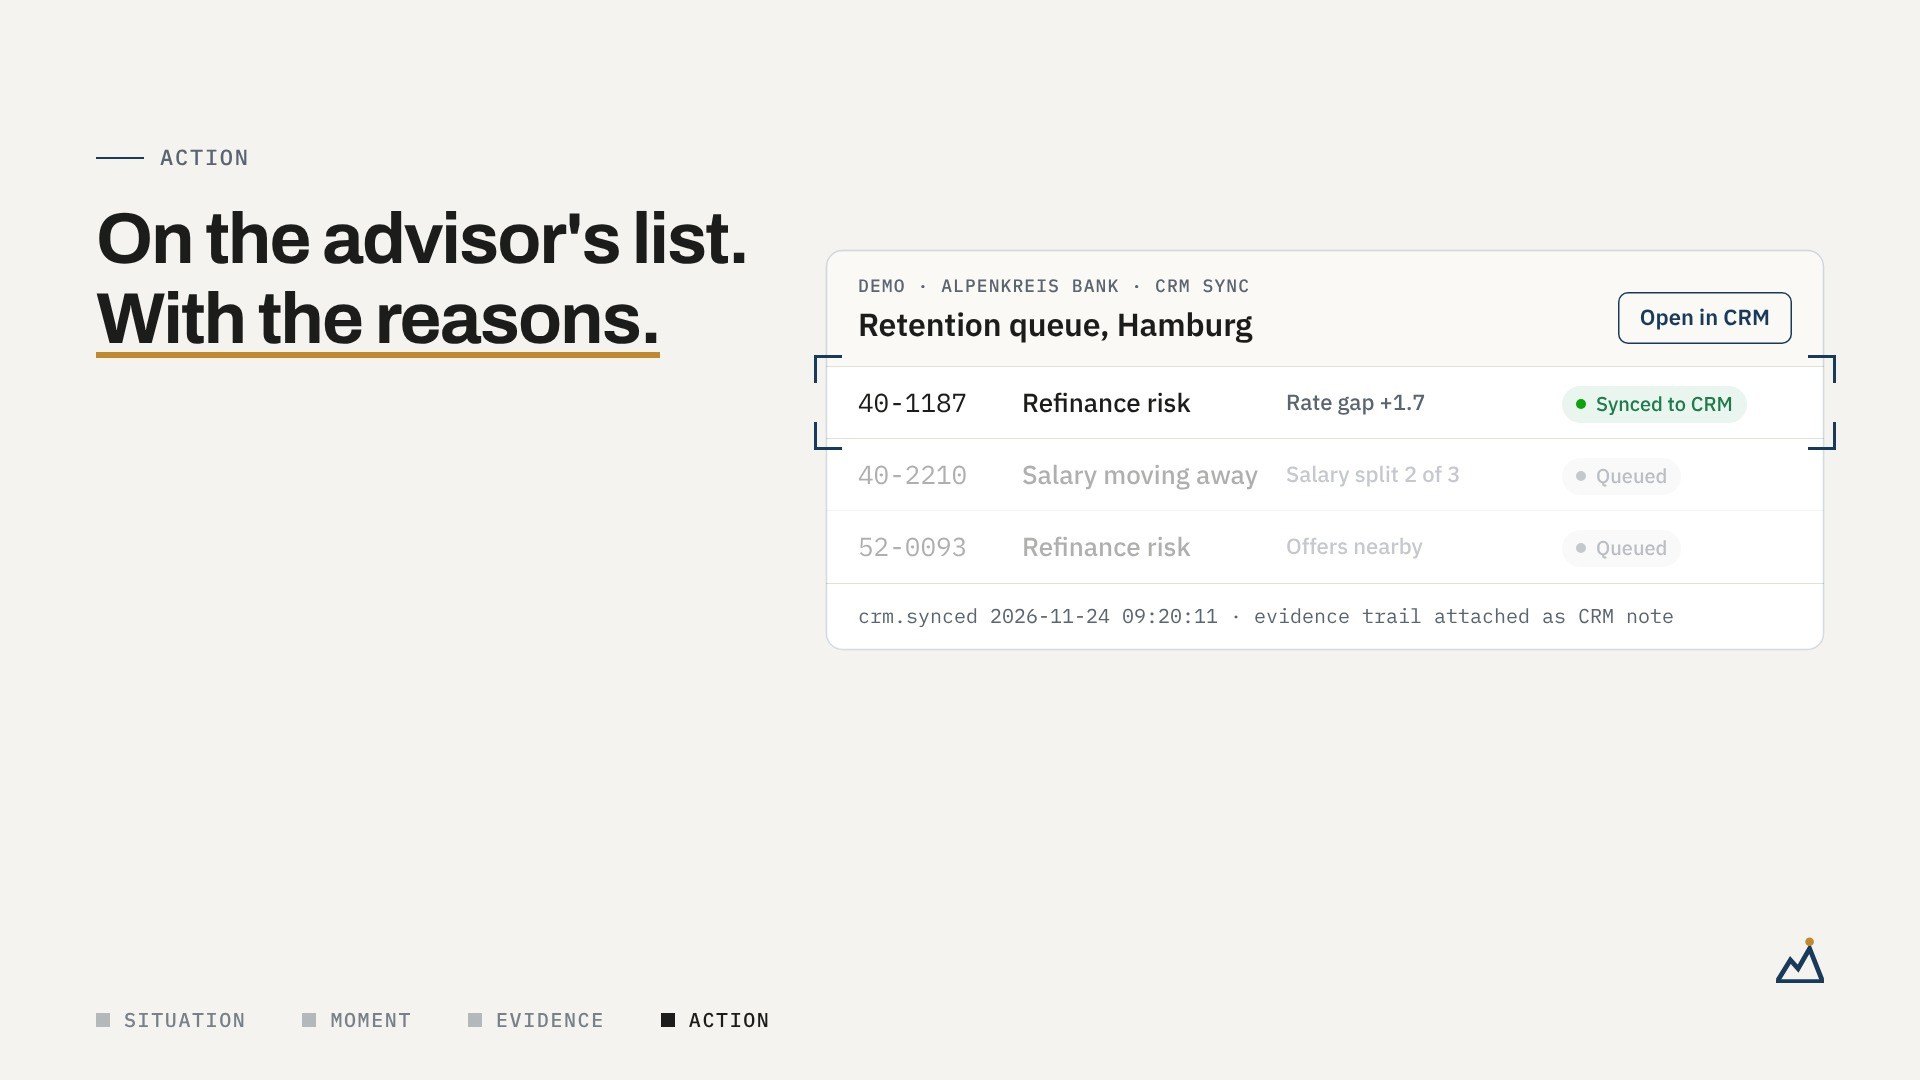 ACTION
On the advisor's list.
With the reasons.
DEMO · ALPENKREIS BANK · CRM SYNC
Retention queue, Hamburg
Open in CRM
40-1187 Refinance risk Rate gap +1.7 Synced to CRM
40-2210 Salary moving away Salary split 2 of 3 Queued
52-0093 Refinance risk Offers nearby Queued
crm.synced 2026-11-24 09:20:11 · evidence trail attached as CRM note
SITUATION MOMENT EVIDENCE ACTION